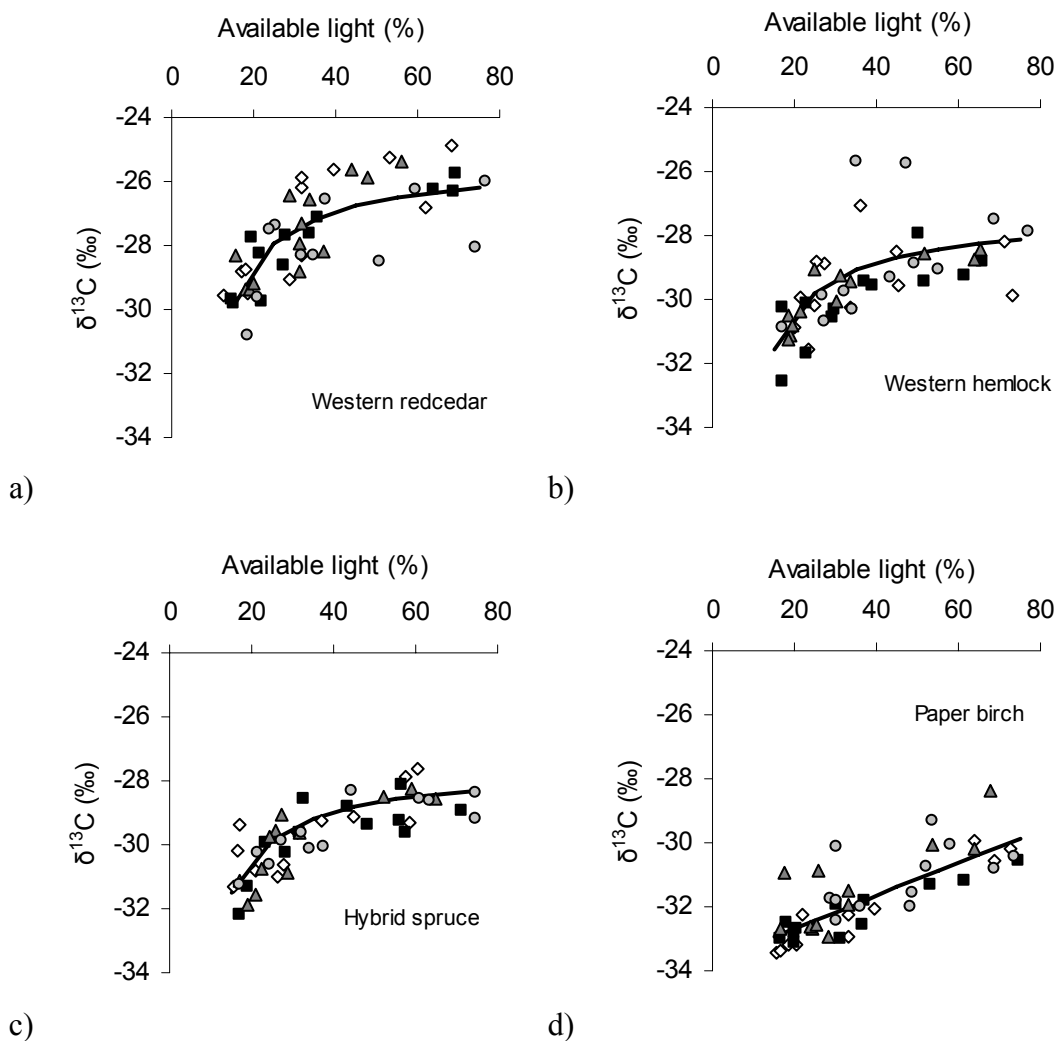 Available light (%)
0 20 40 60 80
-24
-26
-28
-30
-32
-34
δ13C (‰)
Western redcedar
a)
Available light (%)
0 20 40 60 80
-24
-26
-28
-30
-32
-34
δ13C (‰)
Western hemlock
b)
Available light (%)
0 20 40 60 80
-24
-26
-28
-30
-32
-34
δ13C (‰)
Hybrid spruce
c)
Available light (%)
0 20 40 60 80
-24
-26
-28
-30
-32
-34
δ13C (‰)
Paper birch
d)